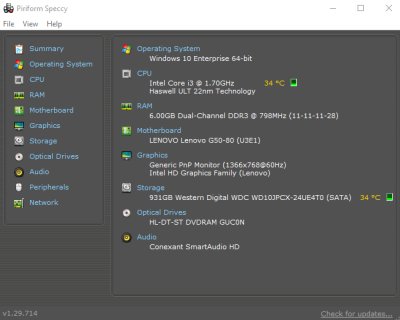 Piriform Speccy
File View Help
Summary
Operating System
CPU
RAM
Motherboard
Graphics
Storage
Optical Drives
Audio
Peripherals
Network
Operating System
Windows 10 Enterprise 64-bit
CPU
Intel Core i3 @ 1.70GHz 34 °C
Haswell ULT 22nm Technology
RAM
6.00GB Dual-Channel DDR3 @ 798MHz (11-11-11-28)
Motherboard
LENOVO Lenovo G50-80 (U3E1)
Graphics
Generic PnP Monitor (1366x768@60Hz)
Intel HD Graphics Family (Lenovo)
Storage
931GB Western Digital WDC WD10JPCX-24UE4T0 (SATA) 34 °C
Optical Drives
HL-DT-ST DVDRAM GUC0N
Audio
Conexant SmartAudio HD
v1.29.714 Check for updates...